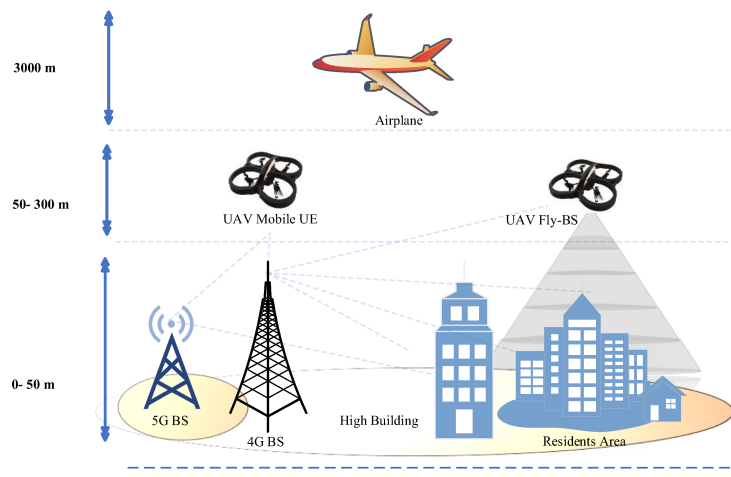 3000 m
Airplane
50- 300 m
UAV Mobile UE
UAV Fly-BS
0- 50 m
5G BS
4G BS
High Building
Residents Area